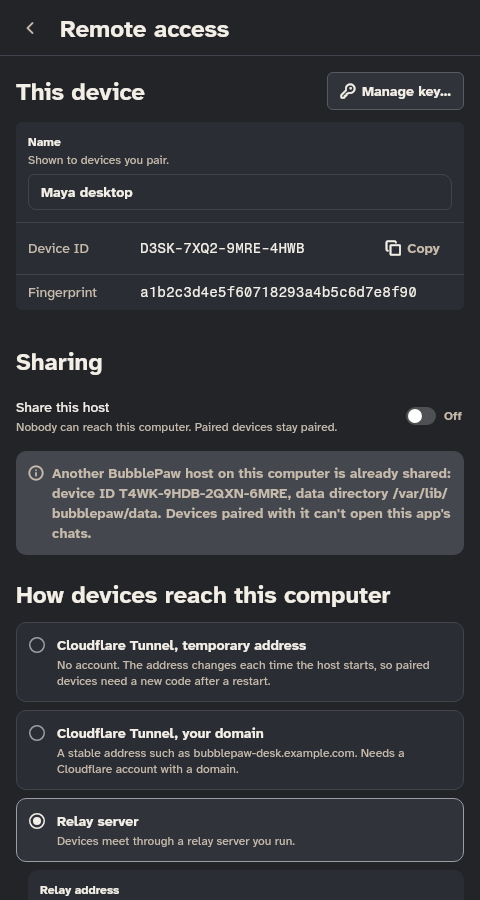 Remote access
This device
Manage key...
Name
Shown to devices you pair.
Maya desktop
Device ID
D3SK-7XQ2-9MRE-4HWB
Copy
Fingerprint
a1b2c3d4e5f60718293a4b5c6d7e8f90
Sharing
Share this host
Nobody can reach this computer. Paired devices stay paired.
Off
Another BubblePaw host on this computer is already shared:
device ID T4WK-9HDB-2QXN-6MRE, data directory /var/lib/
bubblepaw/data. Devices paired with it can't open this app's
chats.
How devices reach this computer
Cloudflare Tunnel, temporary address
No account. The address changes each time the host starts, so paired
devices need a new code after a restart.
Cloudflare Tunnel, your domain
A stable address such as bubblepaw-desk.example.com. Needs a
Cloudflare account with a domain.
Relay server
Devices meet through a relay server you run.
Relay address